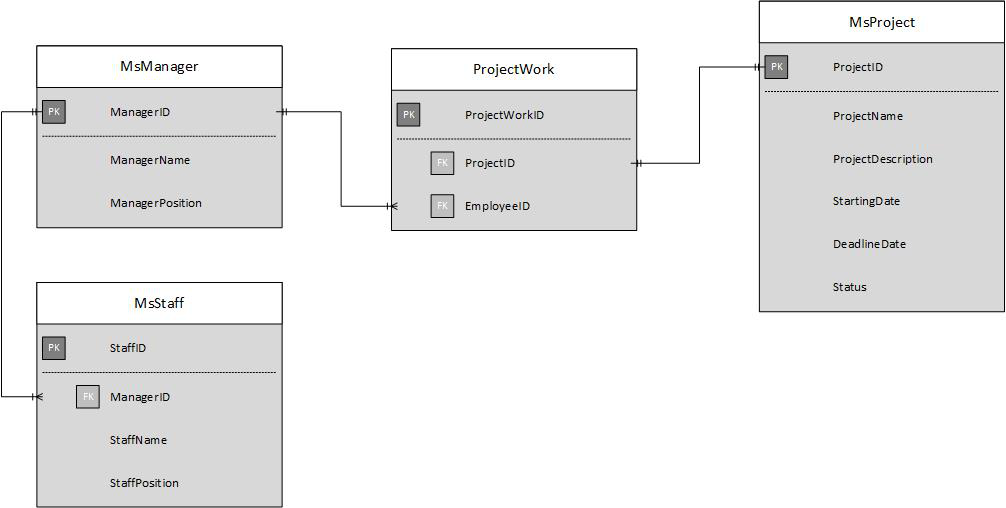 MsManager
PK ManagerID
ManagerName
ManagerPosition
ProjectWork
PK ProjectWorkID
FK ProjectID
FK EmployeeID
MsProject
PK ProjectID
ProjectName
ProjectDescription
StartingDate
DeadlineDate
Status
MsStaff
PK StaffID
FK ManagerID
StaffName
StaffPosition